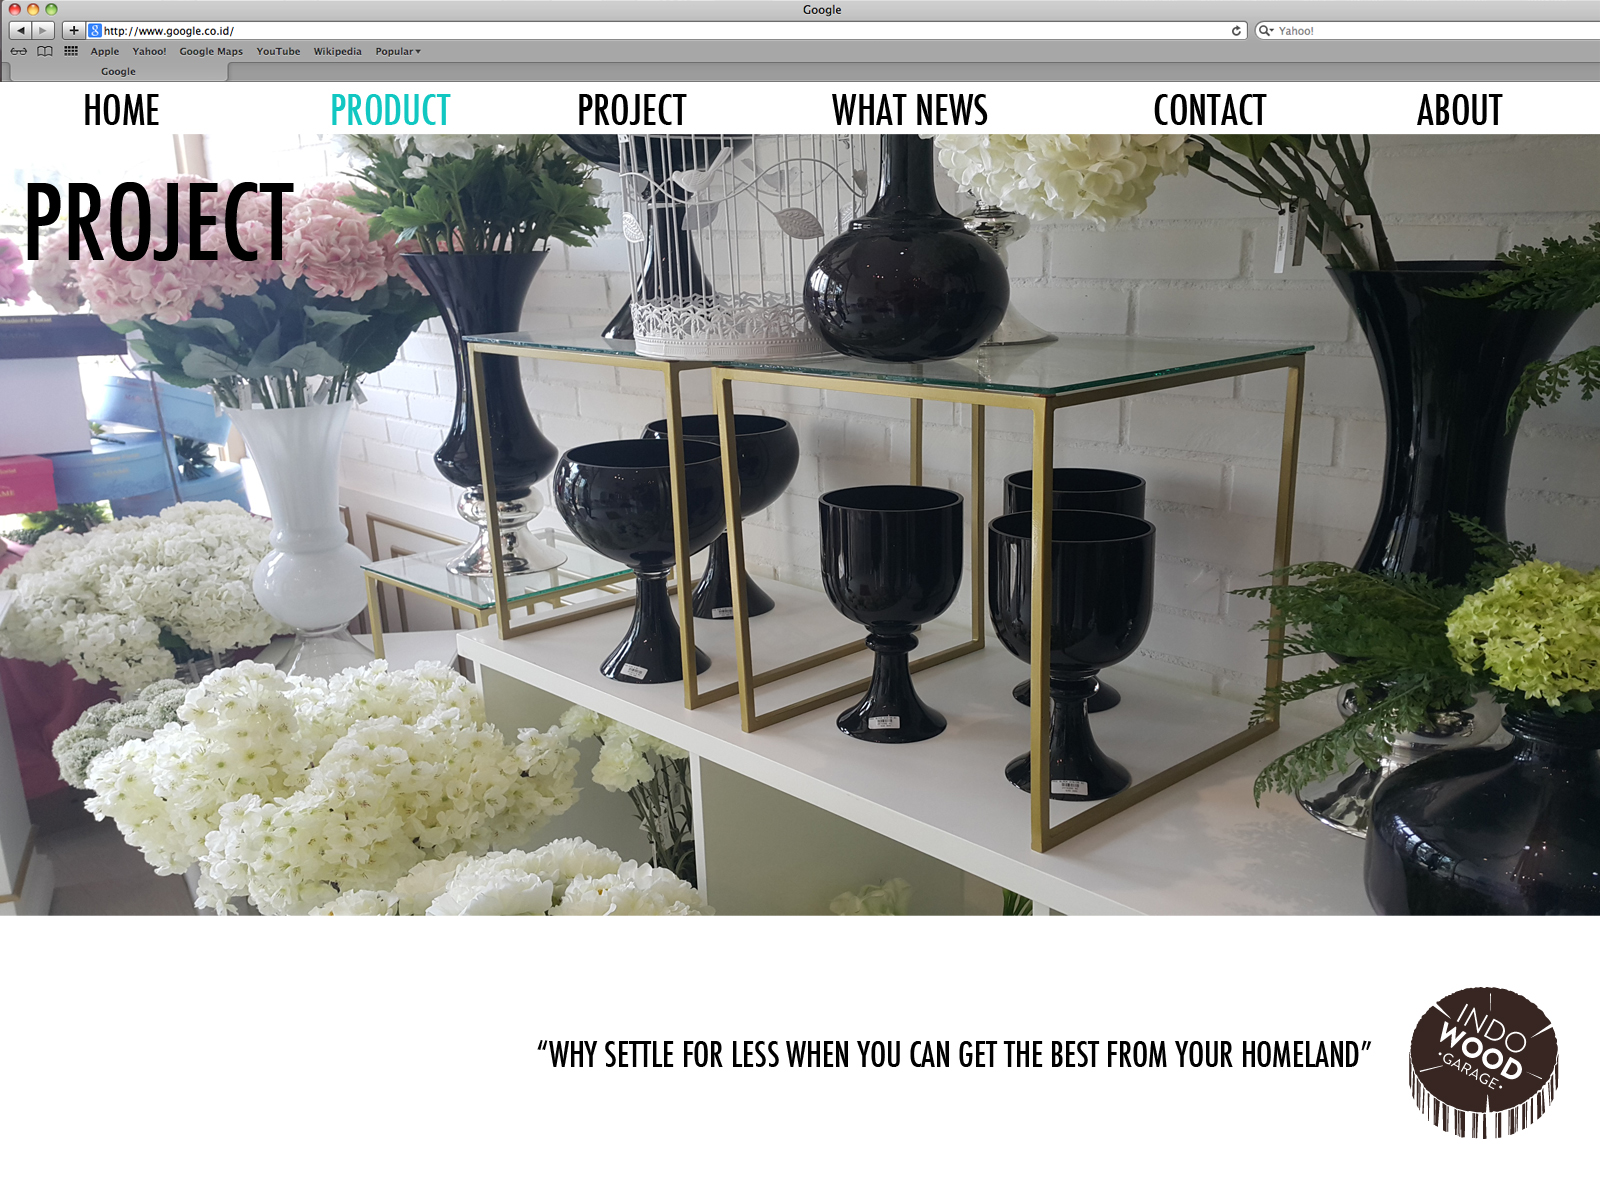 Google
http://www.google.co.id/
Yahoo!
Apple Yahoo! Google Maps YouTube Wikipedia Popular
Google
HOME PRODUCT PROJECT WHAT NEWS CONTACT ABOUT
PROJECT
“WHY SETTLE FOR LESS WHEN YOU CAN GET THE BEST FROM YOUR HOMELAND”
INDO
WOOD
·GARAGE·